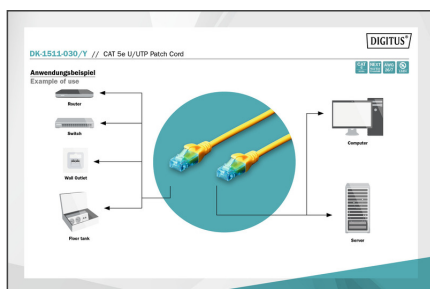 DIGITUS®
DK-1511-030/Y // CAT 5e U/UTP Patch Cord
Anwendungsbeispiel
Example of use
Router
Switch
Wall Outlet
Floor tank
Computer
Server